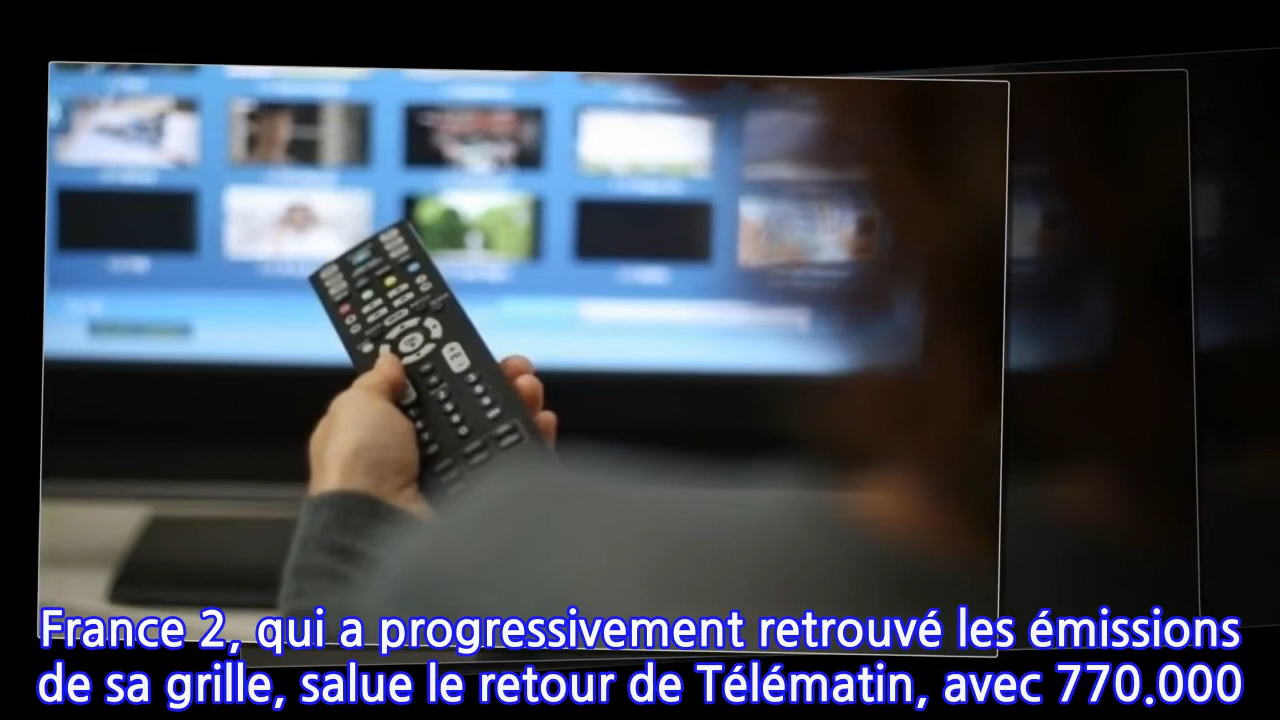 France 2, qui a progressivement retrouvé les émissions
de sa grille, salue le retour de Télématin, avec 770.000